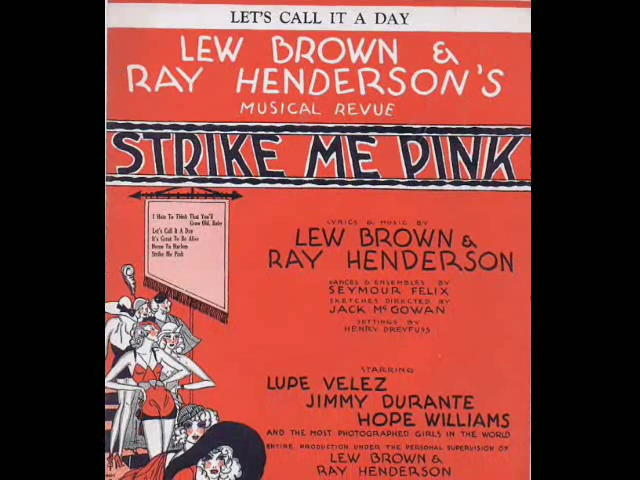 LET'S CALL IT A DAY
LEW BROWN &
RAY HENDERSON'S
MUSICAL REVUE
STRIKE ME PINK
I Hate To Think That You'll
Grow Old, Baby
Let's Call It A Day
It's Great To Be Alive
Home To Harlem
Strike Me Pink
LYRICS & MUSIC BY
LEW BROWN &
RAY HENDERSON
DANCES & ENSEMBLES BY
SEYMOUR FELIX
SKETCHES DIRECTED BY
JACK McGOWAN
SETTINGS BY
HENRY DREYFUSS
STARRING
LUPE VELEZ
JIMMY DURANTE
HOPE WILLIAMS
AND THE MOST PHOTOGRAPHED GIRLS IN THE WORLD
ENTIRE PRODUCTION UNDER THE PERSONAL SUPERVISION OF
LEW BROWN &
RAY HENDERSON